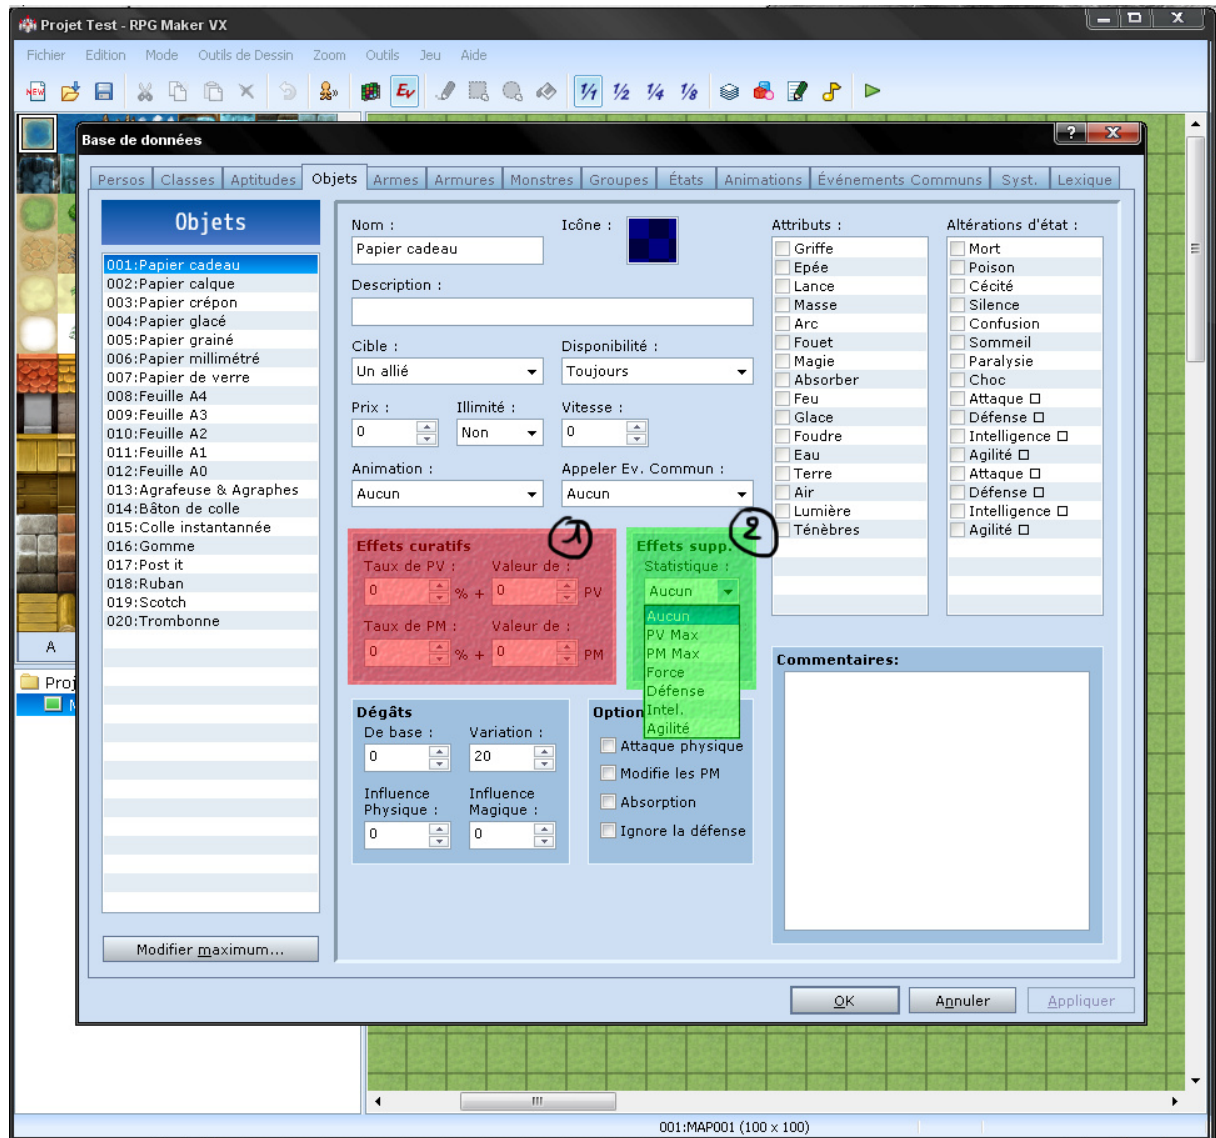 Projet Test - RPG Maker VX
Fichier Edition Mode Outils de Dessin Zoom Outils Jeu Aide
NEW EV 1/1 1/2 1/4 1/8
Base de données
Persos Classes Aptitudes Objets Armes Armures Monstres Groupes États Animations Événements Communs Syst. Lexique
Objets
001:Papier cadeau
002:Papier calque
003:Papier crépon
004:Papier glacé
005:Papier grainé
006:Papier millimétré
007:Papier de verre
008:Feuille A4
009:Feuille A3
010:Feuille A2
011:Feuille A1
012:Feuille A0
013:Agrafeuse & Agraphes
014:Bâton de colle
015:Colle instantannée
016:Gomme
017:Post it
018:Ruban
019:Scotch
020:Trombonne
Modifier maximum...
Nom :
Papier cadeau
Icône :
Description :
Cible :
Un allié
Disponibilité :
Toujours
Prix :
0
Illimité :
Non
Vitesse :
0
Animation :
Aucun
Appeler Ev. Commun :
Aucun
1
Effets curatifs
Taux de PV : Valeur de :
0 % + 0 PV
Taux de PM : Valeur de :
0 % + 0 PM
2
Effets supp.
Statistique :
Aucun
Aucun
PV Max
PM Max
Force
Défense
Intel.
Agilité
Dégâts
De base : Variation :
0 20
Influence Influence
Physique : Magique :
0 0
Option
Attaque physique
Modifie les PM
Absorption
Ignore la défense
Attributs :
Griffe
Epée
Lance
Masse
Arc
Fouet
Magie
Absorber
Feu
Glace
Foudre
Eau
Terre
Air
Lumière
Ténèbres
Altérations d'état :
Mort
Poison
Cécité
Silence
Confusion
Sommeil
Paralysie
Choc
Attaque □
Défense □
Intelligence □
Agilité □
Attaque □
Défense □
Intelligence □
Agilité □
Commentaires:
OK Annuler Appliquer
A
Proj
001:MAP001 (100 x 100)